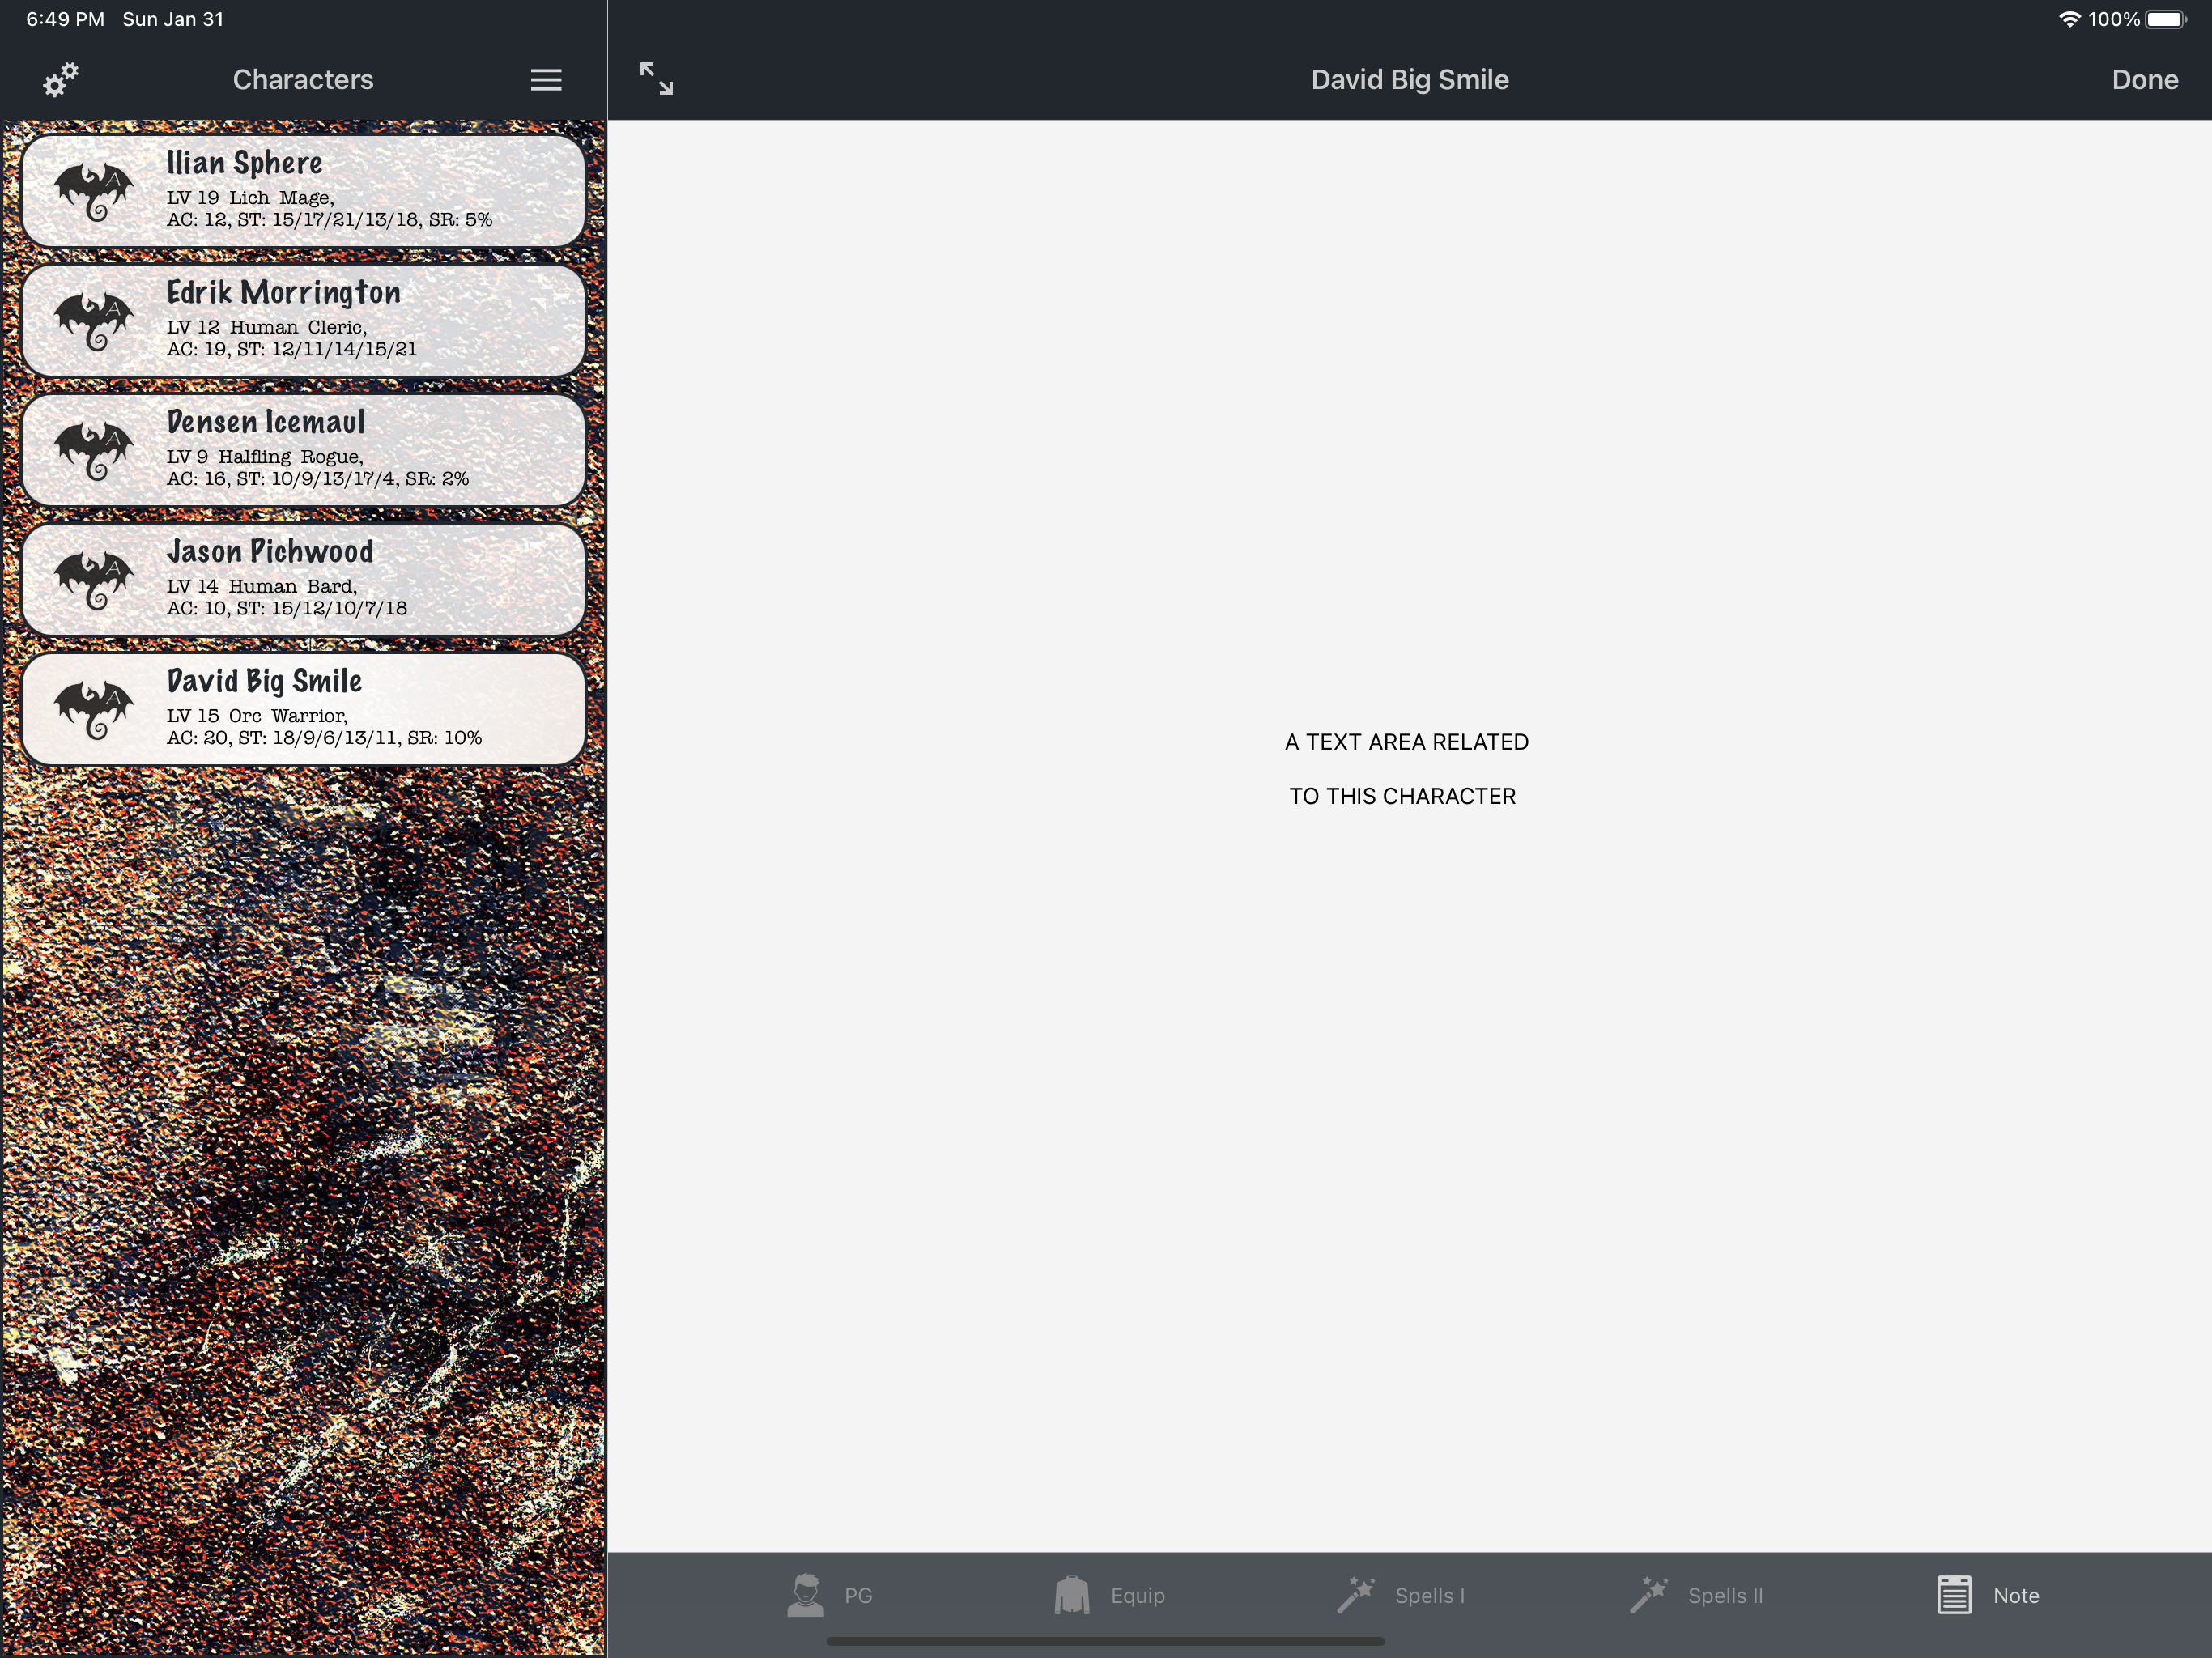 6:49 PM Sun Jan 31
100%
Characters
David Big Smile
Done
Ilian Sphere
LV 19 Lich Mage,
AC: 12, ST: 15/17/21/13/18, SR: 5%
Edrik Morrington
LV 12 Human Cleric,
AC: 19, ST: 12/11/14/15/21
Densen Icemaul
LV 9 Halfling Rogue,
AC: 16, ST: 10/9/13/17/4, SR: 2%
Jason Pichwood
LV 14 Human Bard,
AC: 10, ST: 15/12/10/7/18
David Big Smile
LV 15 Orc Warrior,
AC: 20, ST: 18/9/6/13/11, SR: 10%
A TEXT AREA RELATED
TO THIS CHARACTER
PG
Equip
Spells I
Spells II
Note